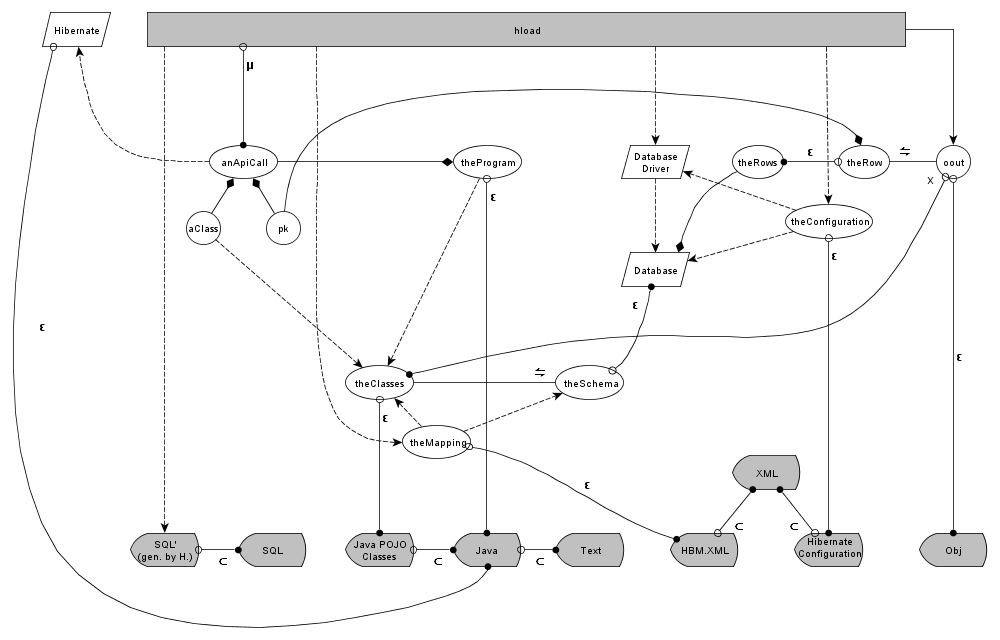 Hibernate
hload
μ
anApiCall
theProgram
Database
Driver
theRows
ε
theRow
⇋
oout
x
ε
aClass
pk
theConfiguration
ε
Database
ε
ε
ε
theClasses
⇋
theSchema
ε
theMapping
ε
XML
⊂
⊂
SQL'
(gen. by H.)
⊂
SQL
Java POJO
Classes
⊂
Java
⊂
Text
HBM.XML
Hibernate
Configuration
Obj